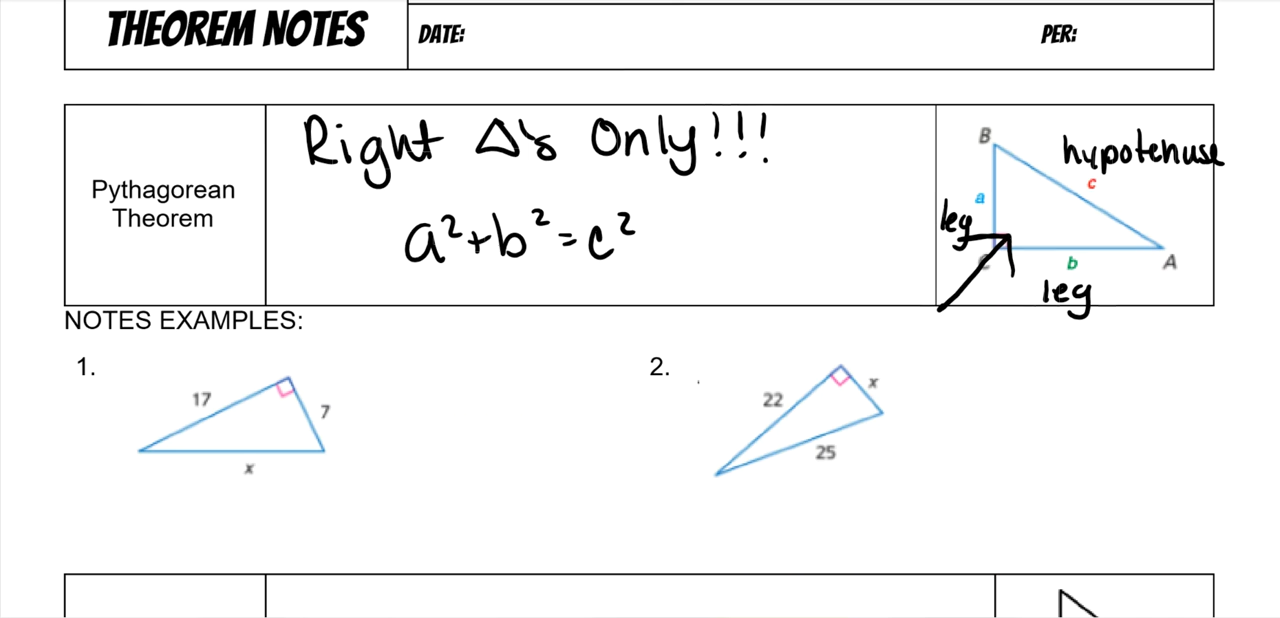 THEOREM NOTES
DATE:
PER:
Pythagorean
Theorem
Right Δ's Only!!!
a²+b²=c²
B
hypotenuse
c
a
leg
C
b
A
leg
NOTES EXAMPLES:
1.
17
7
x
2.
22
x
25